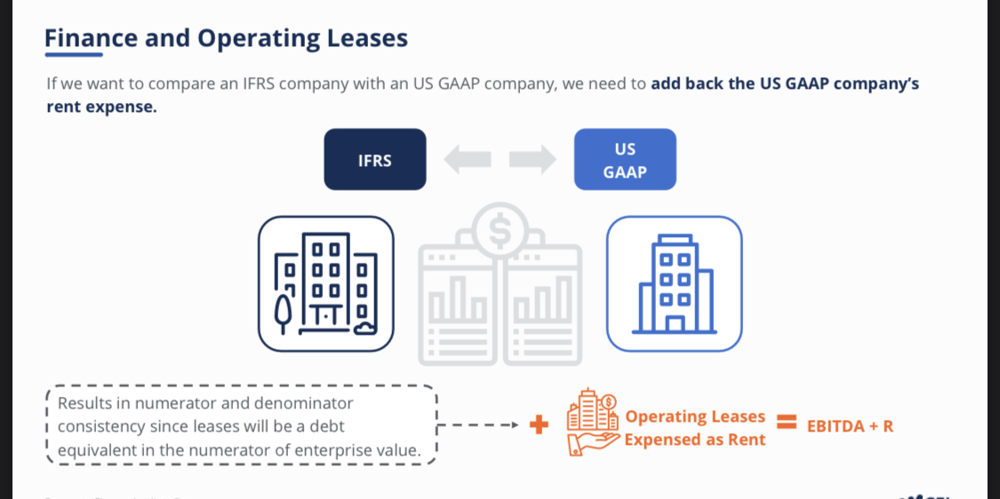 Finance and Operating Leases
If we want to compare an IFRS company with an US GAAP company, we need to add back the US GAAP company's
rent expense.
IFRS
US
GAAP
$
Results in numerator and denominator
consistency since leases will be a debt
equivalent in the numerator of enterprise value.
+
$
Operating Leases
Expensed as Rent
=
EBITDA + R